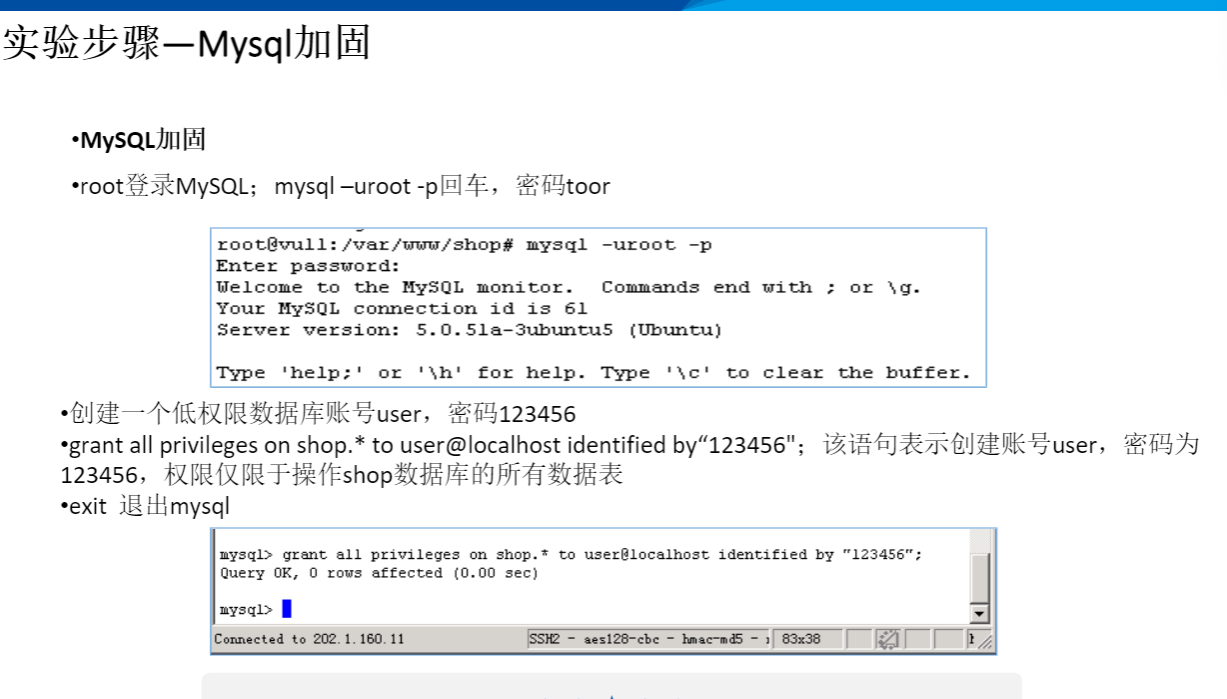 实验步骤—Mysql加固
•MySQL加固
•root登录MySQL；mysql –uroot -p回车，密码toor
root@vull:/var/www/shop# mysql -uroot -p
Enter password:
Welcome to the MySQL monitor.  Commands end with ; or \g.
Your MySQL connection id is 61
Server version: 5.0.51a-3ubuntu5 (Ubuntu)
Type 'help;' or '\h' for help. Type '\c' to clear the buffer.
•创建一个低权限数据库账号user，密码123456
•grant all privileges on shop.* to user@localhost identified by“123456"；该语句表示创建账号user，密码为
123456，权限仅限于操作shop数据库的所有数据表
•exit  退出mysql
mysql> grant all privileges on shop.* to user@localhost identified by "123456";
Query OK, 0 rows affected (0.00 sec)
mysql>
Connected to 202.1.160.11 SSH2 - aes128-cbc - hmac-md5 - 83x38